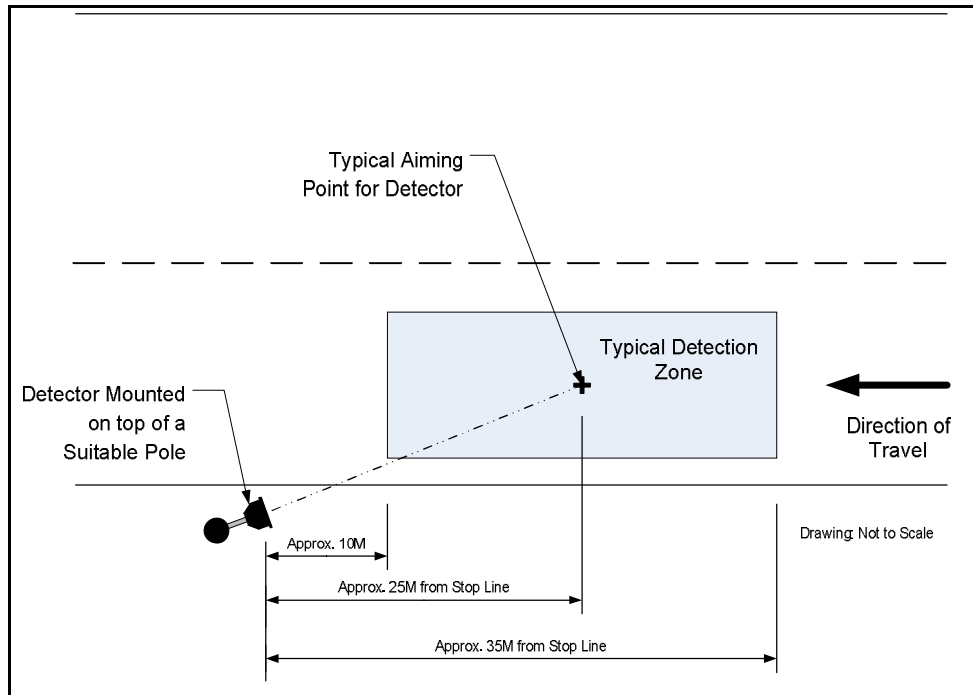 Typical Aiming
Point for Detector
Typical Detection
Zone
Detector Mounted
on top of a
Suitable Pole
Direction of
Travel
Drawing: Not to Scale
Approx. 10M
Approx. 25M from Stop Line
Approx. 35M from Stop Line